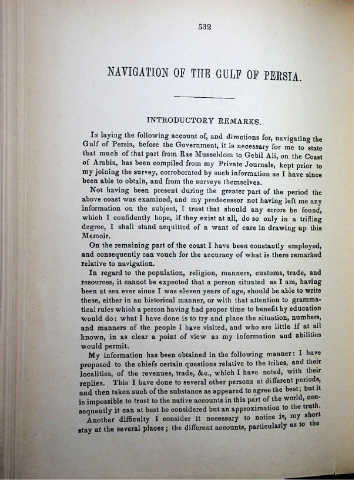 532
NAVIGATION OF THE GULF OF PERSIA.
INTRODUCTORY REMARKS.
In laying the following account of, and directions for, navigating the
Gulf of Persia, before the Government, it is necessary for me to state
that much of that part from Ras Musseldom to Gebil Ali, on the Coast
of Arabia, has been compiled from my Private Journals, kept prior to
my joining the survey, corroborated by such information as I have since
been able to obtain, and from the surveys themselves.
Not having been present during the greater part of the period the
above coast was examined, and my predecessor not having left me any
information on the subject, I trust that should any errors be found,
which I confidently hope, if they exist at all, do so only in a trifling
degree, I shall stand acquitted of a want of care in drawing up this
Memoir.
On the remaining part of the coast I have been constantly employed,
and consequently can vouch for the accuracy of what is there remarked
relative to navigation.
In regard to the population, religion, manners, customs, trade, and
resources, it cannot be expected that a person situated as I am, having
been at sea ever since I was eleven years of age, should be able to write
these, either in an historical manner, or with that attention to gramma-
tical rules which a person having had proper time to benefit by education
would do: what I have done is to try and place the situation, numbers,
and manners of the people I have visited, and who are little if at all
known, in as clear a point of view as my information and abilities
would permit.
My information has been obtained in the following manner: I have
proposed to the chiefs certain questions relative to the tribes, and their
localities, of the revenues, trade, &c., which I have noted, with their
replies. This I have done to several other persons at different periods,
and then taken such of the substance as appeared to agree the best; but it
is impossible to trust to the native accounts in this part of the world, con-
sequently it can at best be considered but an approximation to the truth.
Another difficulty I consider it necessary to notice is, my short
stay at the several places; the different accounts, particularly as to the